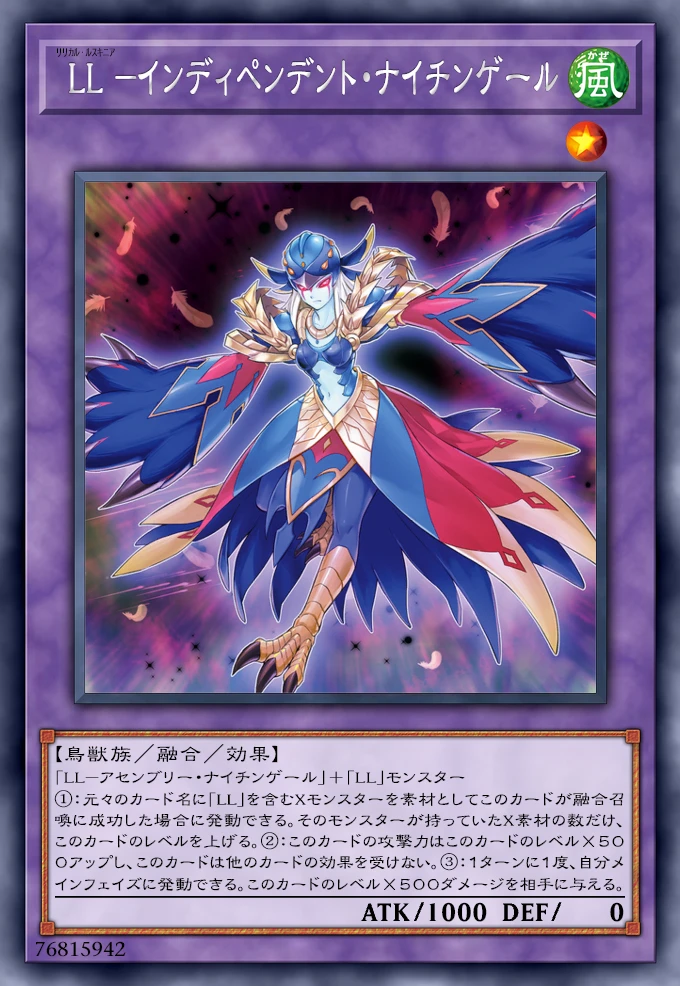 リリカル・ルスキニア
LL－インディペンデント・ナイチンゲール
かぜ
風
【鳥獣族／融合／効果】
「LL－アセンブリー・ナイチンゲール」＋「LL」モンスター
①：元々のカード名に「LL」を含むXモンスターを素材としてこのカードが融合召
喚に成功した場合に発動できる。そのモンスターが持っていたX素材の数だけ、
このカードのレベルを上げる。②：このカードの攻撃力はこのカードのレベル×50
0アップし、このカードは他のカードの効果を受けない。③：1ターンに1度、自分メ
インフェイズに発動できる。このカードのレベル×500ダメージを相手に与える。
ATK/1000 DEF/ 0
76815942